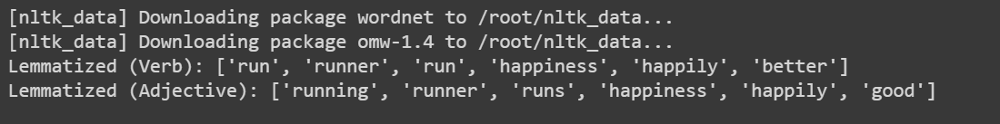 [nltk_data] Downloading package wordnet to /root/nltk_data...
[nltk_data] Downloading package omw-1.4 to /root/nltk_data...
Lemmatized (Verb): ['run', 'runner', 'run', 'happiness', 'happily', 'better']
Lemmatized (Adjective): ['running', 'runner', 'runs', 'happiness', 'happily', 'good']